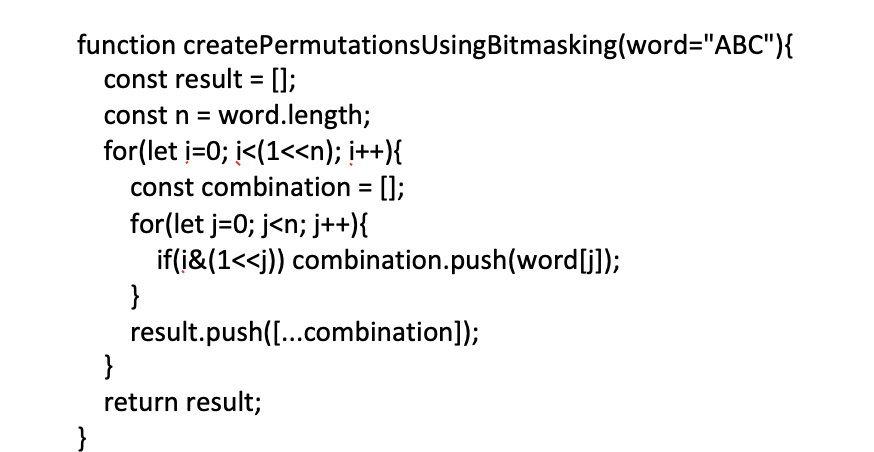 function createPermutationsUsingBitmasking(word="ABC"){
const result = [];
const n = word.length;
for(let i=0; i<(1<<n); i++){
const combination = [];
for(let j=0; j<n; j++){
if(i&(1<<j)) combination.push(word[j]);
}
result.push([...combination]);
}
return result;
}